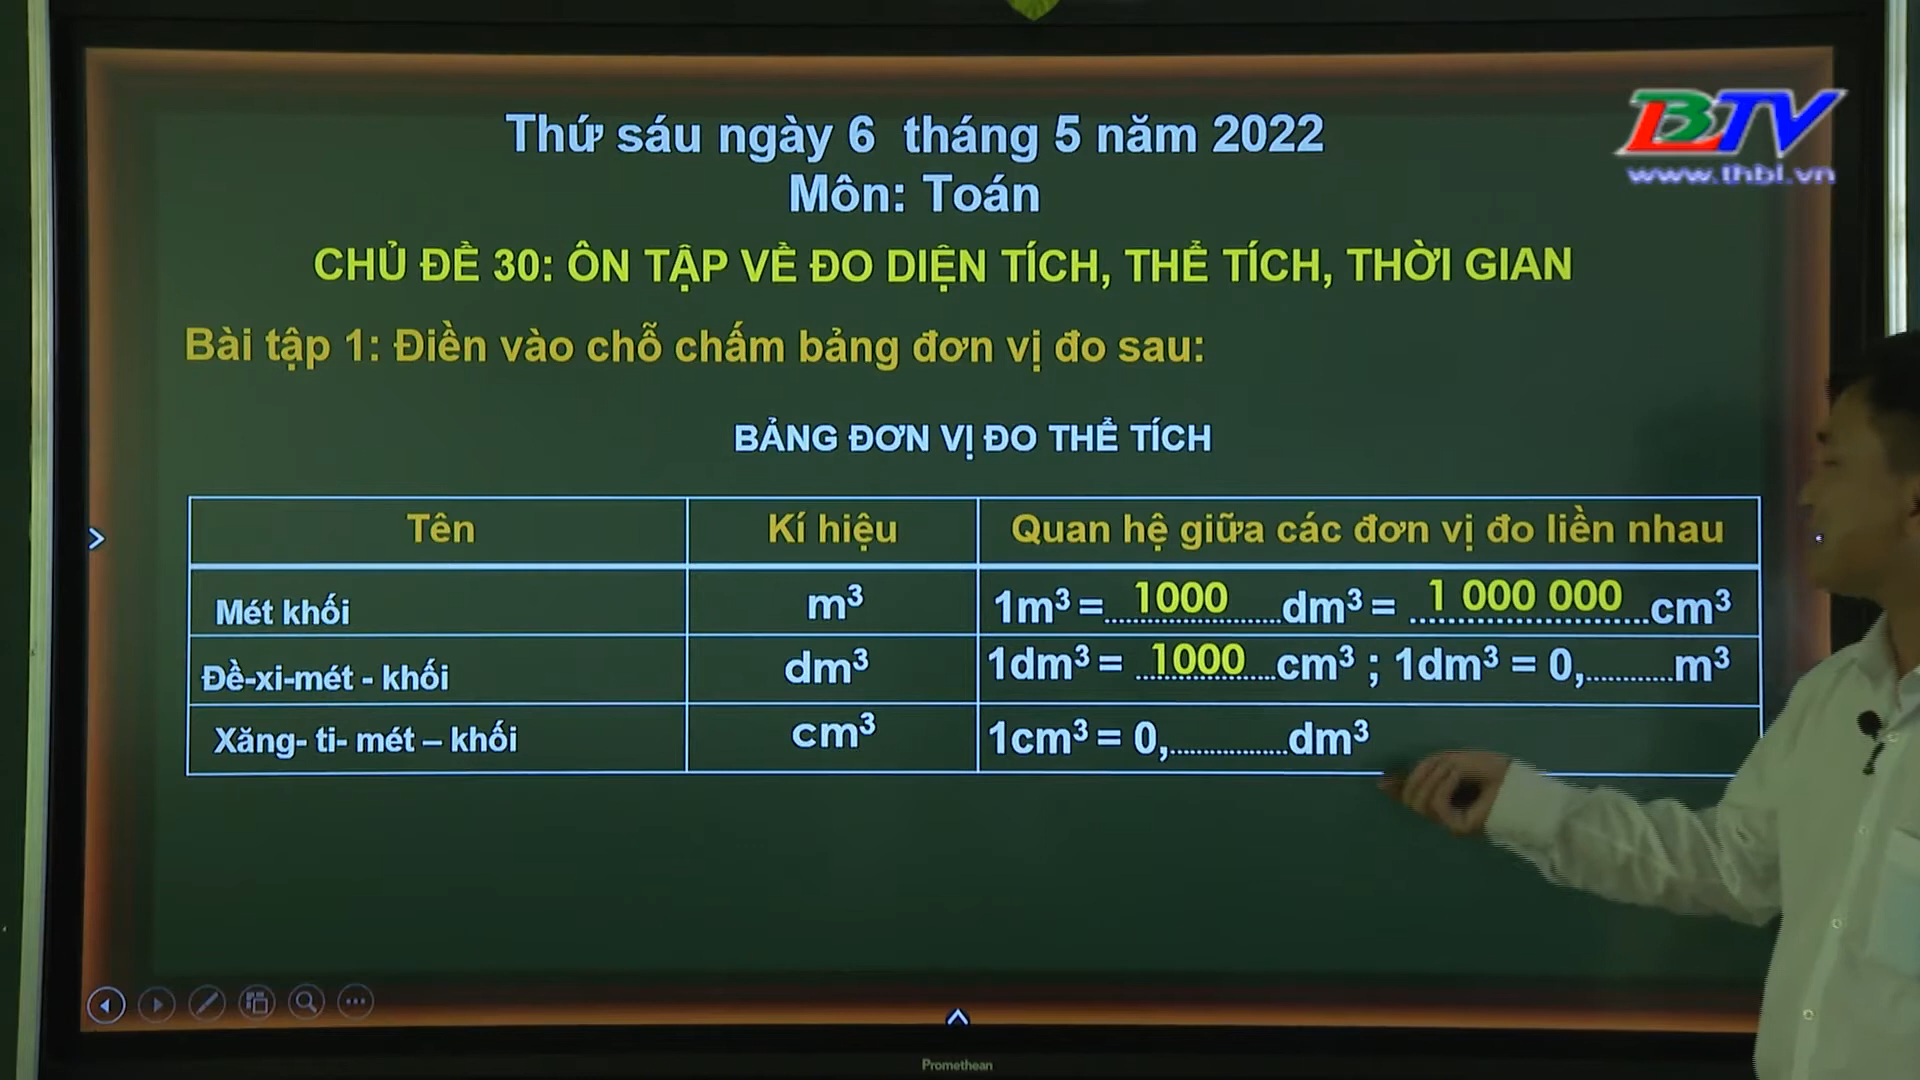 BTV
www.thbl.vn
Thứ sáu ngày 6 tháng 5 năm 2022
Môn: Toán
CHỦ ĐỀ 30: ÔN TẬP VỀ ĐO DIỆN TÍCH, THỂ TÍCH, THỜI GIAN
Bài tập 1: Điền vào chỗ chấm bảng đơn vị đo sau:
BẢNG ĐƠN VỊ ĐO THỂ TÍCH
Tên Kí hiệu Quan hệ giữa các đơn vị đo liền nhau
Mét khối m³ 1m³ = 1000 dm³ = 1 000 000 cm³
Đề-xi-mét - khối dm³ 1dm³ = 1000 cm³ ; 1dm³ = 0,............m³
Xăng- ti- mét – khối cm³ 1cm³ = 0,.................dm³
Promethean